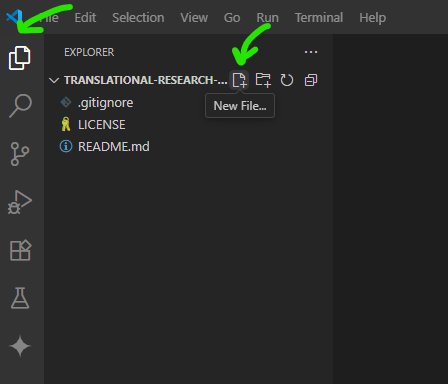 File Edit Selection View Go Run Terminal Help
EXPLORER
TRANSLATIONAL-RESEARCH-...
New File...
.gitignore
LICENSE
README.md